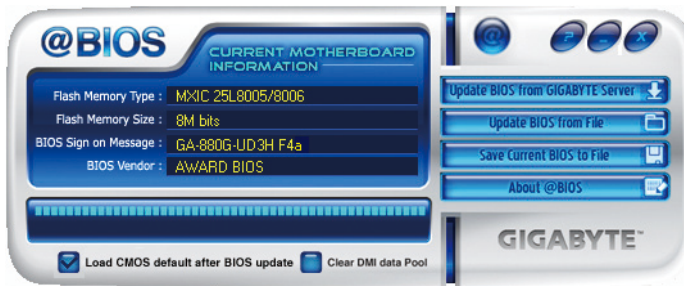 @BIOS
CURRENT MOTHERBOARD
INFORMATION
Flash Memory Type : MXIC 25L8005/8006
Flash Memory Size : 8M bits
BIOS Sign on Message : GA-880G-UD3H F4a
BIOS Vendor : AWARD BIOS
Load CMOS default after BIOS update
Clear DMI data Pool
@ ? - X
Update BIOS from GIGABYTE Server
Update BIOS from File
Save Current BIOS to File
About @BIOS
GIGABYTE™